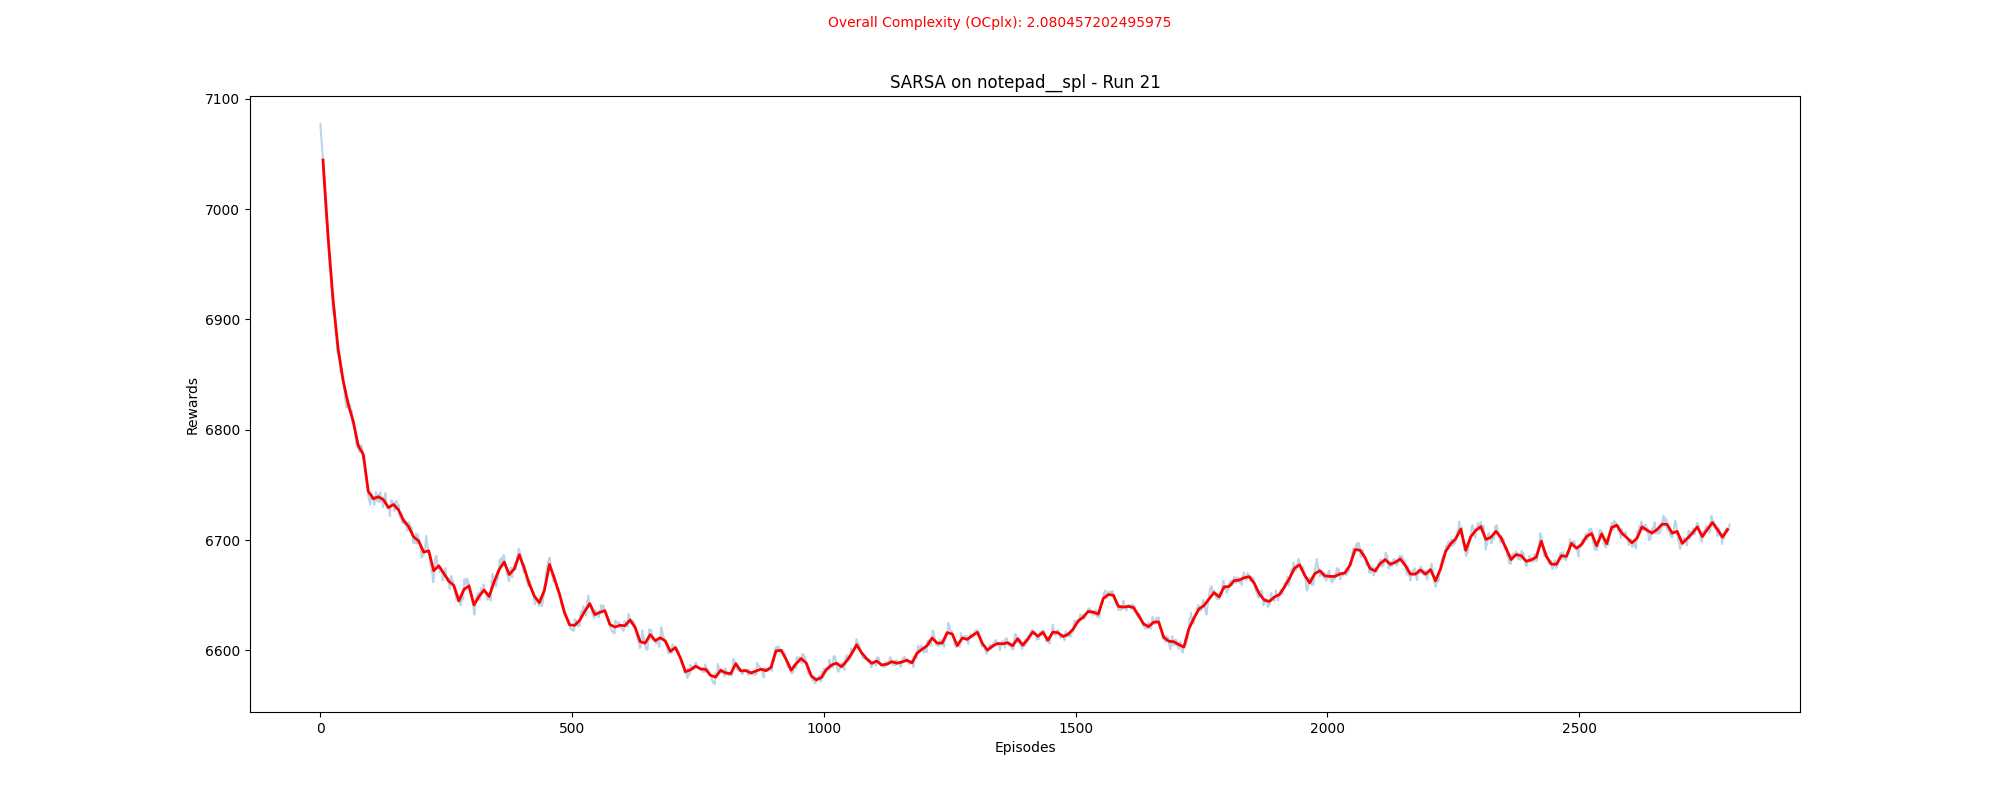 Overall Complexity (OCplx): 2.080457202495975
SARSA on notepad__spl - Run 21
7100
7000
6900
6800
6700
6600
Rewards
0 500 1000 1500 2000 2500
Episodes